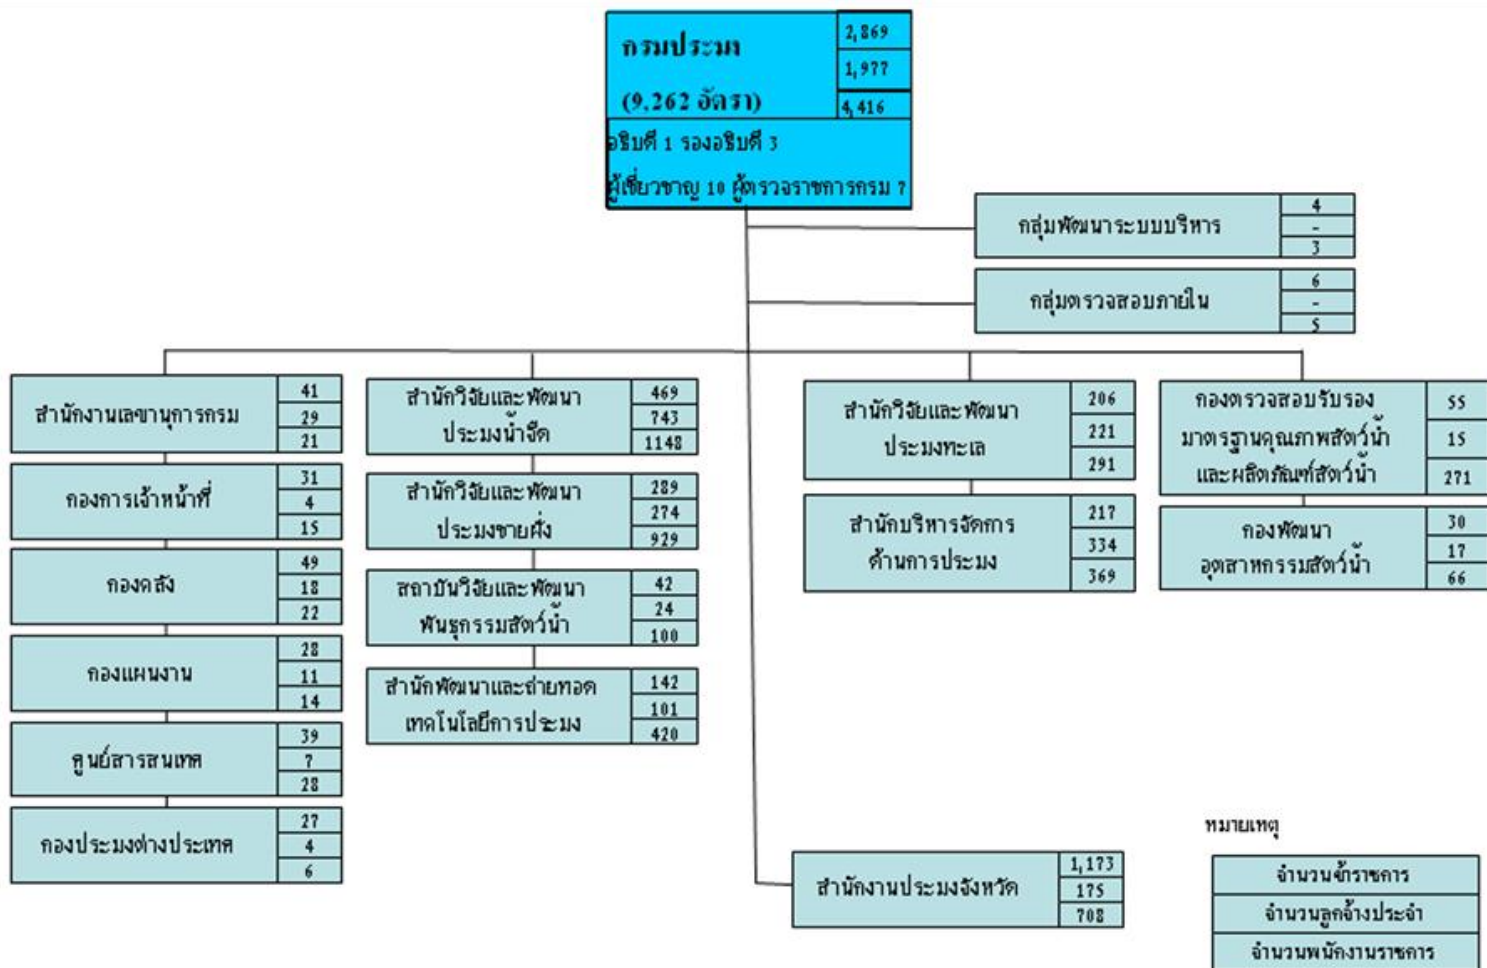 กรมประมง
(9,262 อัตรา)
2,869
1,977
4,416
อธิบดี 1 รองอธิบดี 3
ผู้เชี่ยวชาญ 10 ผู้ตรวจราชการกรม 7
กลุ่มพัฒนาระบบบริหาร
4
-
3
กลุ่มตรวจสอบภายใน
6
-
5
สำนักงานเลขานุการกรม
41
29
21
กองการเจ้าหน้าที่
31
4
15
กองคลัง
49
18
22
กองแผนงาน
28
11
14
ศูนย์สารสนเทศ
39
7
28
กองประมงต่างประเทศ
27
4
6
สำนักวิจัยและพัฒนา
ประมงน้ำจืด
469
743
1148
สำนักวิจัยและพัฒนา
ประมงชายฝั่ง
289
274
929
สถาบันวิจัยและพัฒนา
พันธุกรรมสัตว์น้ำ
42
24
100
สำนักพัฒนาและถ่ายทอด
เทคโนโลยีการประมง
142
101
420
สำนักวิจัยและพัฒนา
ประมงทะเล
206
221
291
สำนักบริหารจัดการ
ด้านการประมง
217
334
369
กองตรวจสอบรับรอง
มาตรฐานคุณภาพสัตว์น้ำ
และผลิตภัณฑ์สัตว์น้ำ
55
15
271
กองพัฒนา
อุตสาหกรรมสัตว์น้ำ
30
17
66
สำนักงานประมงจังหวัด
1,173
175
708
หมายเหตุ
จำนวนข้าราชการ
จำนวนลูกจ้างประจำ
จำนวนพนักงานราชการ